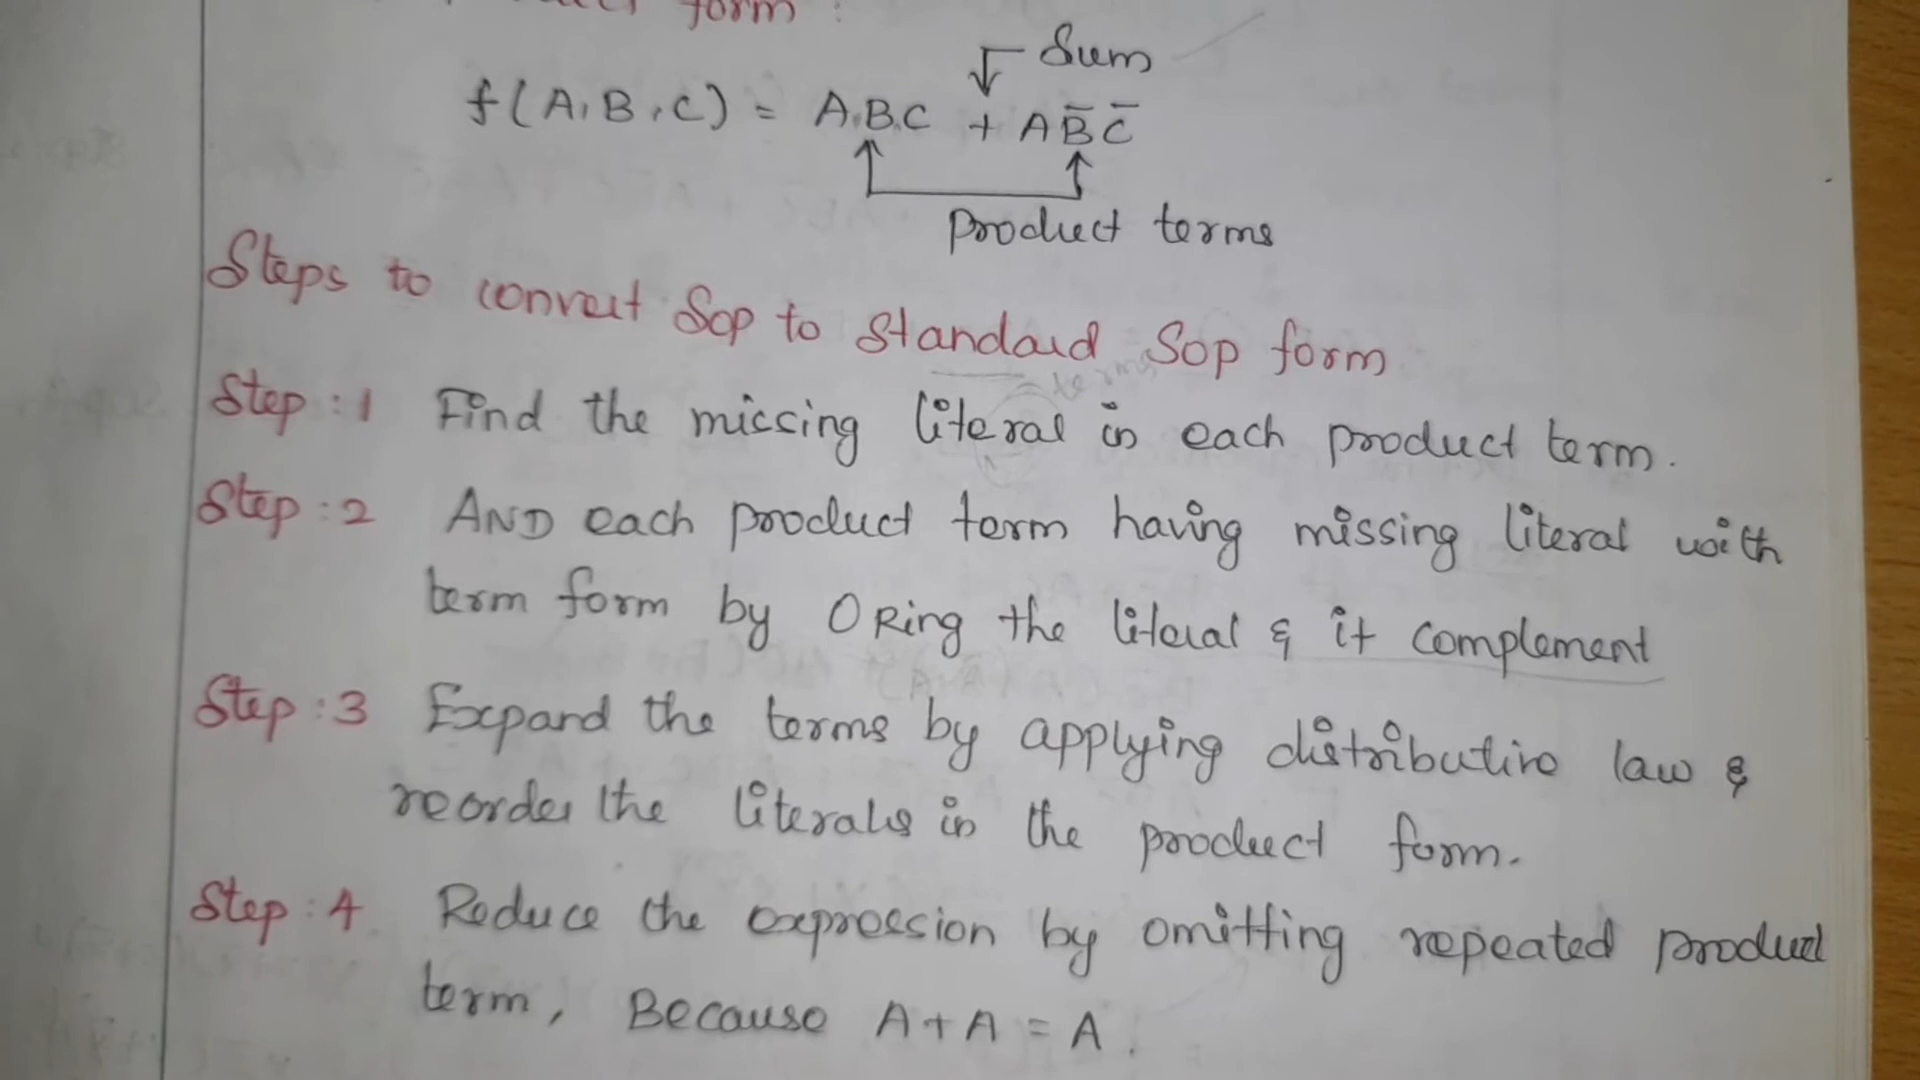 form :
Sum
f(A,B,C) = A.B.C + A B̅ C̅
product terms
Steps to convert Sop to Standard Sop form
Step : 1 Find the missing literal in each product term.
Step : 2 AND each product term having missing literal with
term form by ORing the literal & it complement
Step : 3 Expand the terms by applying distributive law &
reorder the literals in the product form.
Step : 4 Reduce the expression by omitting repeated product
term, Because A + A = A.